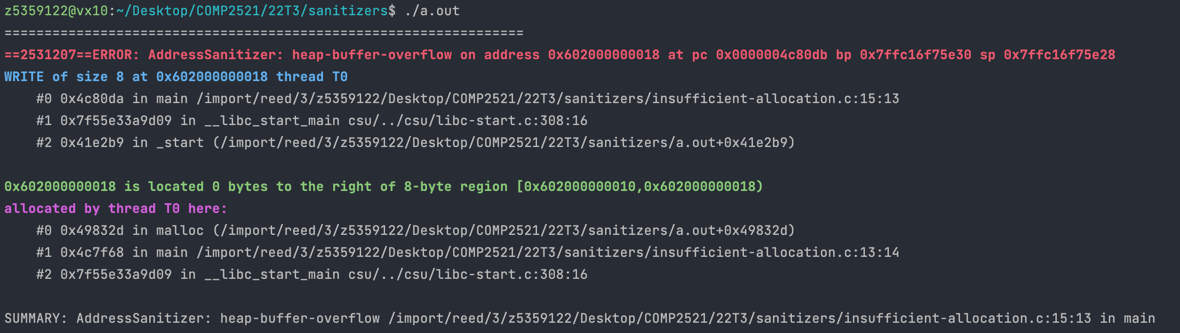 z5359122@vx10:~/Desktop/COMP2521/22T3/sanitizers$ ./a.out
=================================================================
==2531207==ERROR: AddressSanitizer: heap-buffer-overflow on address 0x602000000018 at pc 0x0000004c80db bp 0x7ffc16f75e30 sp 0x7ffc16f75e28
WRITE of size 8 at 0x602000000018 thread T0
    #0 0x4c80da in main /import/reed/3/z5359122/Desktop/COMP2521/22T3/sanitizers/insufficient-allocation.c:15:13
    #1 0x7f55e33a9d09 in __libc_start_main csu/../csu/libc-start.c:308:16
    #2 0x41e2b9 in _start (/import/reed/3/z5359122/Desktop/COMP2521/22T3/sanitizers/a.out+0x41e2b9)

0x602000000018 is located 0 bytes to the right of 8-byte region [0x602000000010,0x602000000018)
allocated by thread T0 here:
    #0 0x49832d in malloc (/import/reed/3/z5359122/Desktop/COMP2521/22T3/sanitizers/a.out+0x49832d)
    #1 0x4c7f68 in main /import/reed/3/z5359122/Desktop/COMP2521/22T3/sanitizers/insufficient-allocation.c:13:14
    #2 0x7f55e33a9d09 in __libc_start_main csu/../csu/libc-start.c:308:16

SUMMARY: AddressSanitizer: heap-buffer-overflow /import/reed/3/z5359122/Desktop/COMP2521/22T3/sanitizers/insufficient-allocation.c:15:13 in main